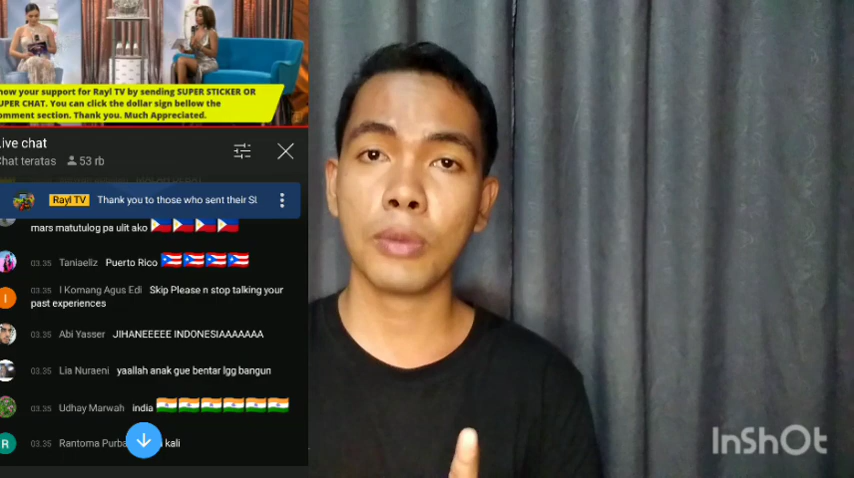 how your support for Rayl TV by sending SUPER STICKER OR
UPER CHAT. You can click the dollar sign bellow the
omment section. Thank you. Much Appreciated.
ive chat
Chat teratas 53 rb
Rayl TV Thank you to those who sent their SU
mars matutulog pa ulit ako 🇵🇭🇵🇭🇵🇭🇵🇭
03.35 Taniaeliz Puerto Rico 🇵🇷🇵🇷🇵🇷🇵🇷
03.35 I Komang Agus Edi Skip Please n stop talking your
past experiences
03.35 Abi Yasser JIHANEEEEE INDONESIAAAAAAA
03.35 Lia Nuraeni yaallah anak gue bentar lgg bangun
03.35 Udhay Marwah india 🇮🇳🇮🇳🇮🇳🇮🇳🇮🇳🇮🇳
R 03.35 Rantoma Purba kali
InShOt